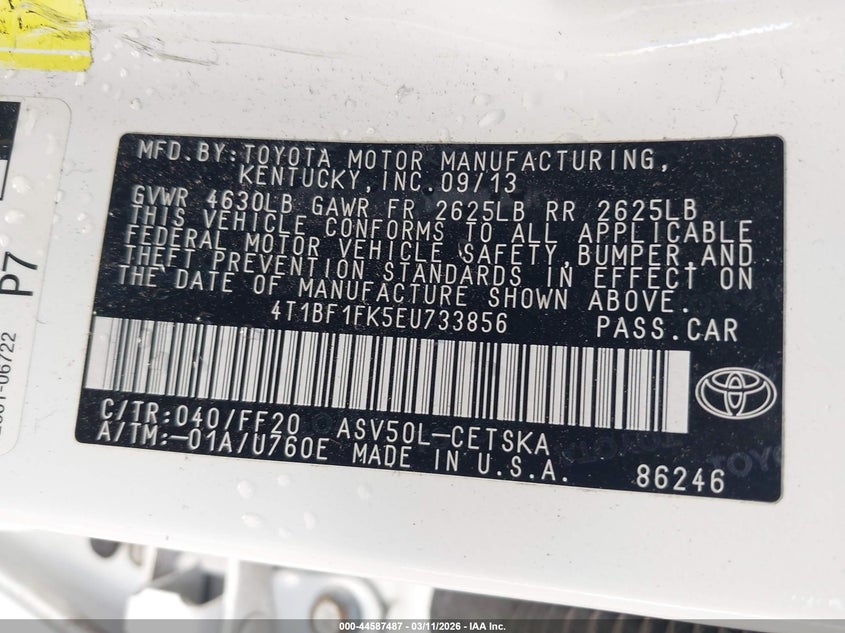 MFD.BY:TOYOTA MOTOR MANUFACTURING,
KENTUCKY,INC.09/13
GVWR 4630LB GAWR FR 2625LB RR 2625LB
THIS VEHICLE CONFORMS TO ALL APPLICABLE
FEDERAL MOTOR VEHICLE SAFETY,BUMPER,AND
THEFT PREVENTION STANDARDS IN EFFECT ON
THE DATE OF MANUFACTURE SHOWN ABOVE.
4T1BF1FK5EU733856 PASS.CAR
C/TR:040/FF20 ASV50L-CETSKA
A/TM:-01A/U760E MADE IN U.S.A. 86246
P7
000-44587487 - 03/11/2026 - IAA Inc.